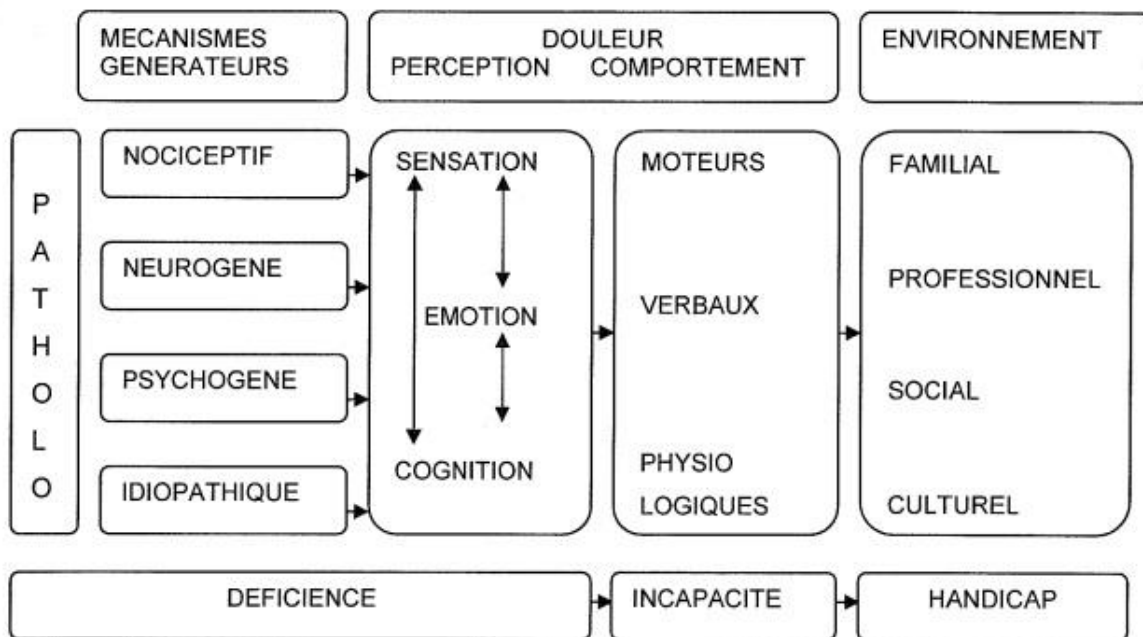 MECANISMES
GENERATEURS
DOULEUR
PERCEPTION COMPORTEMENT
ENVIRONNEMENT
P
A
T
H
O
L
O
NOCICEPTIF
NEUROGENE
PSYCHOGENE
IDIOPATHIQUE
SENSATION
EMOTION
COGNITION
MOTEURS
VERBAUX
PHYSIO
LOGIQUES
FAMILIAL
PROFESSIONNEL
SOCIAL
CULTUREL
DEFICIENCE
INCAPACITE
HANDICAP